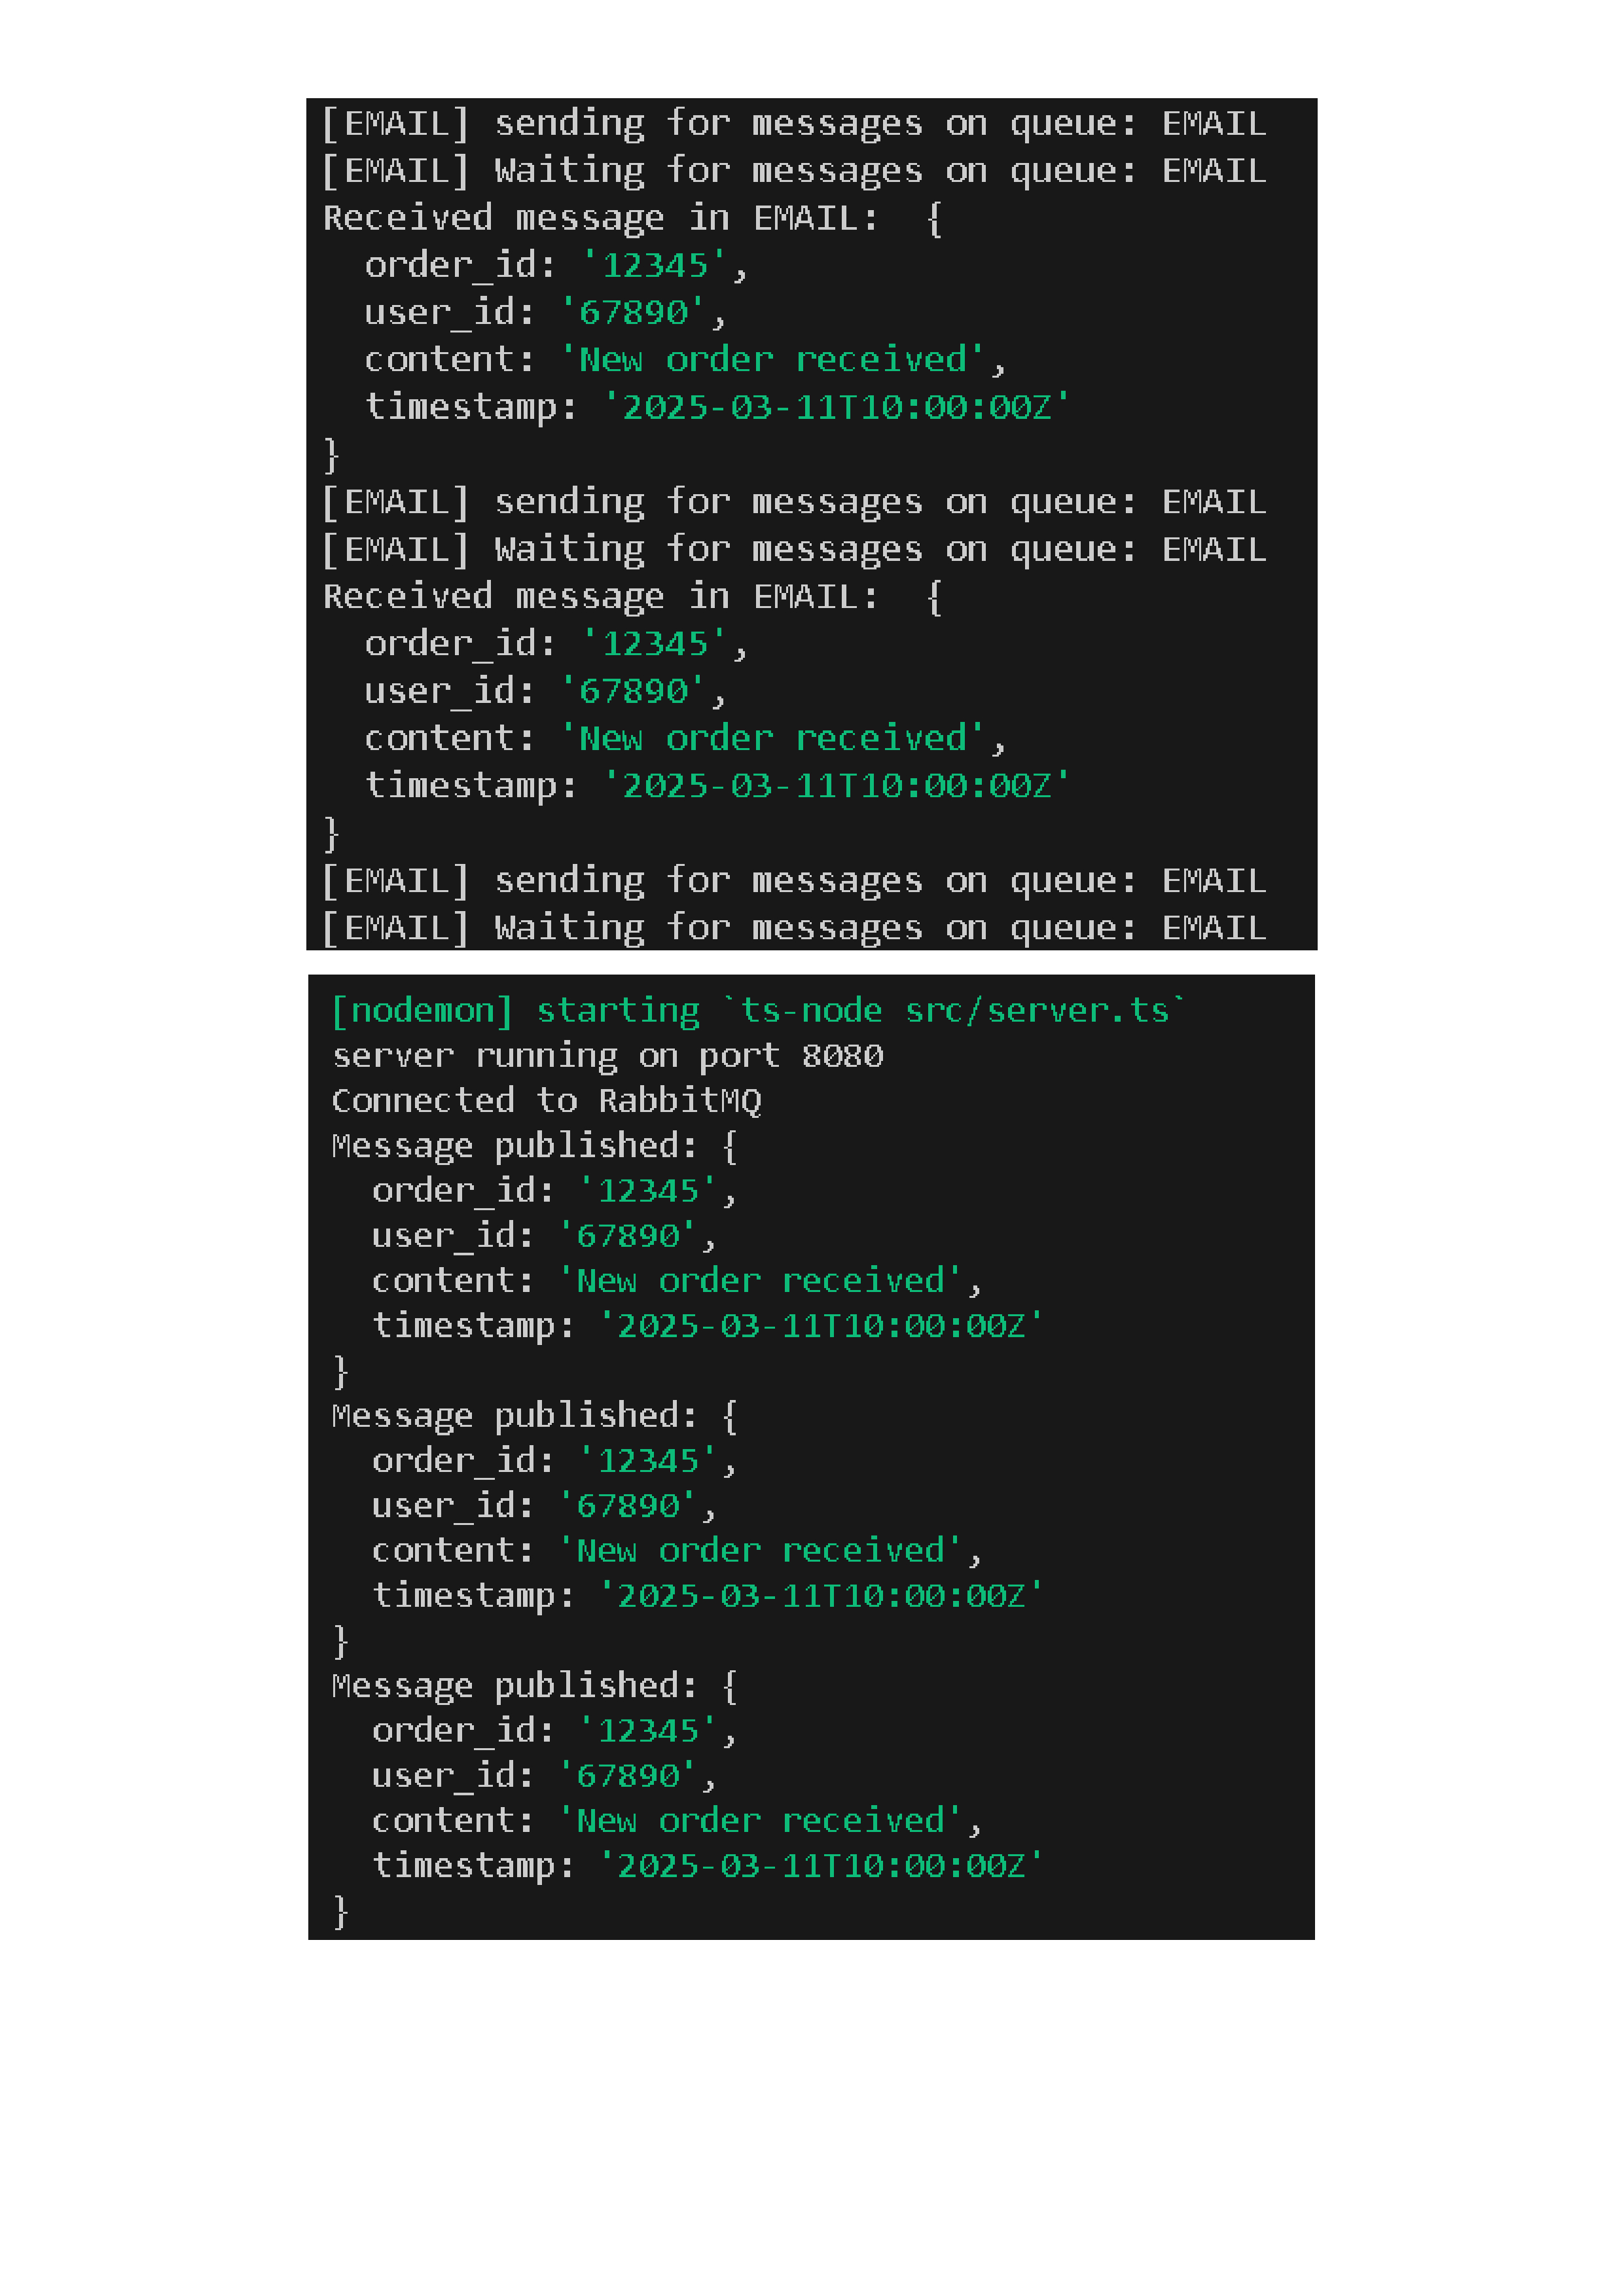 [EMAIL] sending for messages on queue: EMAIL
[EMAIL] Waiting for messages on queue: EMAIL
Received message in EMAIL:  {
  order_id: '12345',
  user_id: '67890',
  content: 'New order received',
  timestamp: '2025-03-11T10:00:00Z'
}
[EMAIL] sending for messages on queue: EMAIL
[EMAIL] Waiting for messages on queue: EMAIL
Received message in EMAIL:  {
  order_id: '12345',
  user_id: '67890',
  content: 'New order received',
  timestamp: '2025-03-11T10:00:00Z'
}
[EMAIL] sending for messages on queue: EMAIL
[EMAIL] Waiting for messages on queue: EMAIL
[nodemon] starting `ts-node src/server.ts`
server running on port 8080
Connected to RabbitMQ
Message published: {
  order_id: '12345',
  user_id: '67890',
  content: 'New order received',
  timestamp: '2025-03-11T10:00:00Z'
}
Message published: {
  order_id: '12345',
  user_id: '67890',
  content: 'New order received',
  timestamp: '2025-03-11T10:00:00Z'
}
Message published: {
  order_id: '12345',
  user_id: '67890',
  content: 'New order received',
  timestamp: '2025-03-11T10:00:00Z'
}